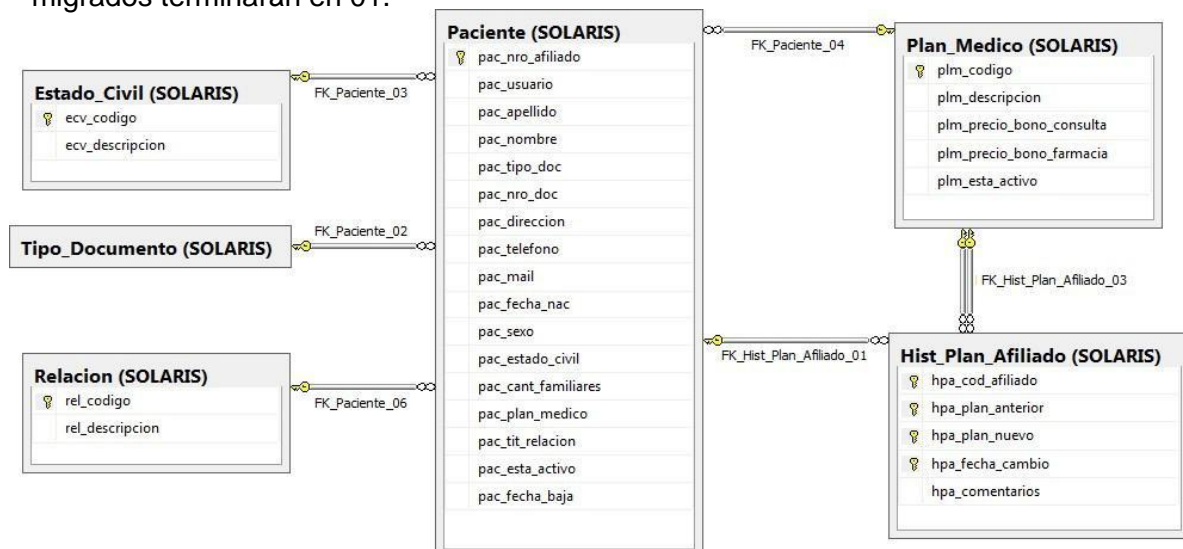 migrados terminarán en 01.
Estado_Civil (SOLARIS)
ecv_codigo
ecv_descripcion
FK_Paciente_03
Tipo_Documento (SOLARIS)
FK_Paciente_02
Relacion (SOLARIS)
rel_codigo
rel_descripcion
FK_Paciente_06
Paciente (SOLARIS)
pac_nro_afiliado
pac_usuario
pac_apellido
pac_nombre
pac_tipo_doc
pac_nro_doc
pac_direccion
pac_telefono
pac_mail
pac_fecha_nac
pac_sexo
pac_estado_civil
pac_cant_familiares
pac_plan_medico
pac_tit_relacion
pac_esta_activo
pac_fecha_baja
FK_Paciente_04
Plan_Medico (SOLARIS)
plm_codigo
plm_descripcion
plm_precio_bono_consulta
plm_precio_bono_farmacia
plm_esta_activo
FK_Hist_Plan_Afiliado_03
FK_Hist_Plan_Afiliado_01
Hist_Plan_Afiliado (SOLARIS)
hpa_cod_afiliado
hpa_plan_anterior
hpa_plan_nuevo
hpa_fecha_cambio
hpa_comentarios